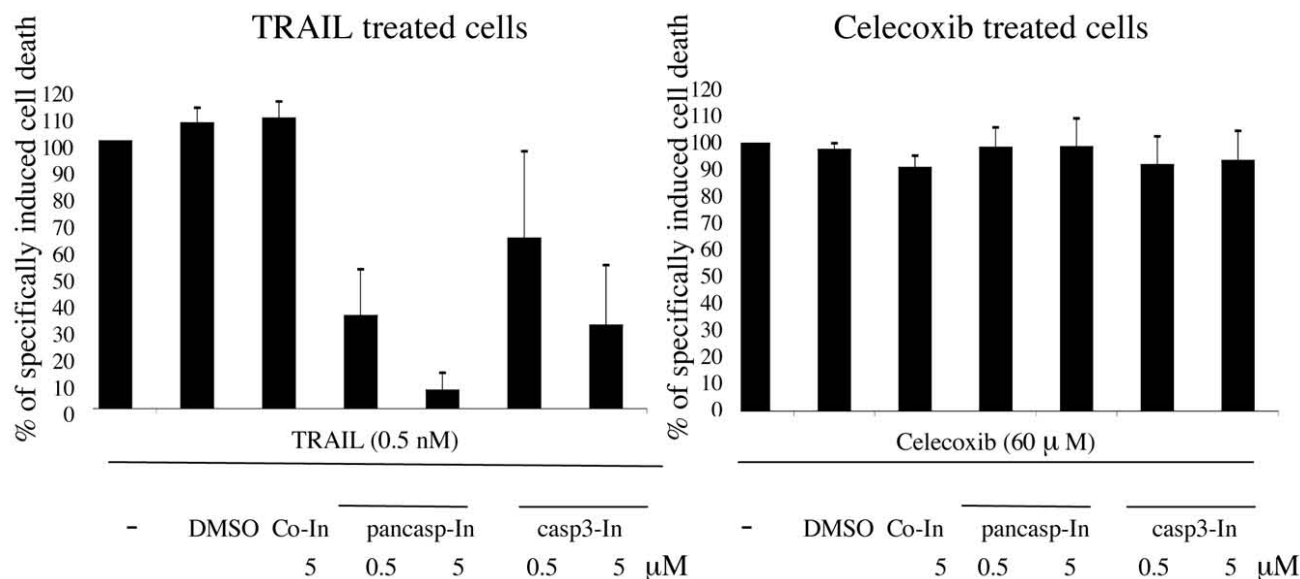 TRAIL treated cells
% of specifically induced cell death
120
110
100
90
80
70
60
50
40
30
20
10
0
TRAIL (0.5 nM)
- DMSO Co-In pancasp-In casp3-In
5 0.5 5 0.5 5 μM
Celecoxib treated cells
% of specifically induced cell death
120
110
100
90
80
70
60
50
40
30
20
10
0
Celecoxib (60 μ M)
- DMSO Co-In pancasp-In casp3-In
5 0.5 5 0.5 5 μM